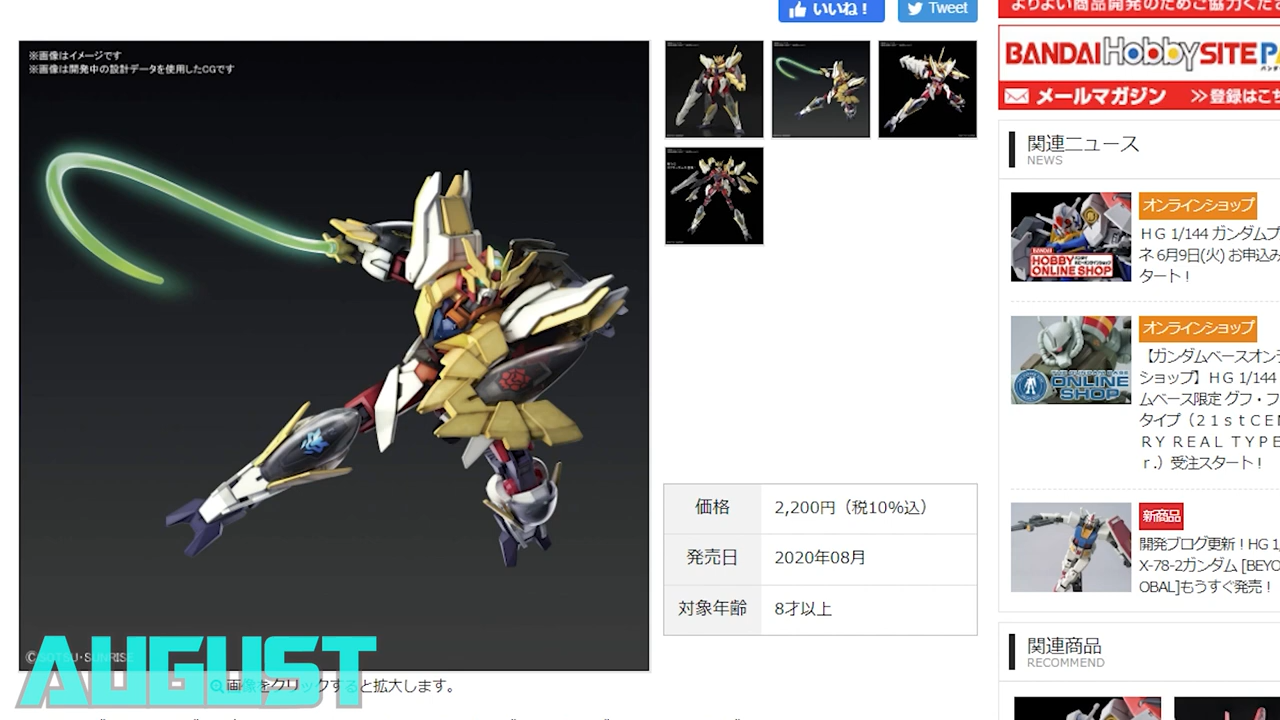 よりよい商品開発のためご協力くださ
いいね！
Tweet
※画像はイメージです
※画像は開発中の設計データを使用したCGです
BANDAI HobbySITE PA
メールマガジン
≫登録はこち
関連ニュース
NEWS
オンラインショップ
ＨＧ 1/144 ガンダムプ
ネ 6月9日(火) お申込み
タート！
BANDAI
HOBBY
ONLINE SHOP
オンラインショップ
【ガンダムベースオン
ショップ】ＨＧ 1/144
ムベース限定 グフ・フ
タイプ（２１ｓｔＣＥＮ
ＲＹ ＲＥＡＬ ＴＹＰＥ
ｒ.）受注スタート！
ONLINE
SHOP
新商品
開発ブログ更新！HG 1/
X-78-2ガンダム [BEYO
OBAL]もうすぐ発売！
価格 2,200円（税10%込）
発売日 2020年08月
対象年齢 8才以上
関連商品
RECOMMEND
©SOTSU・SUNRISE
画像をクリックすると拡大します。
AUGUST